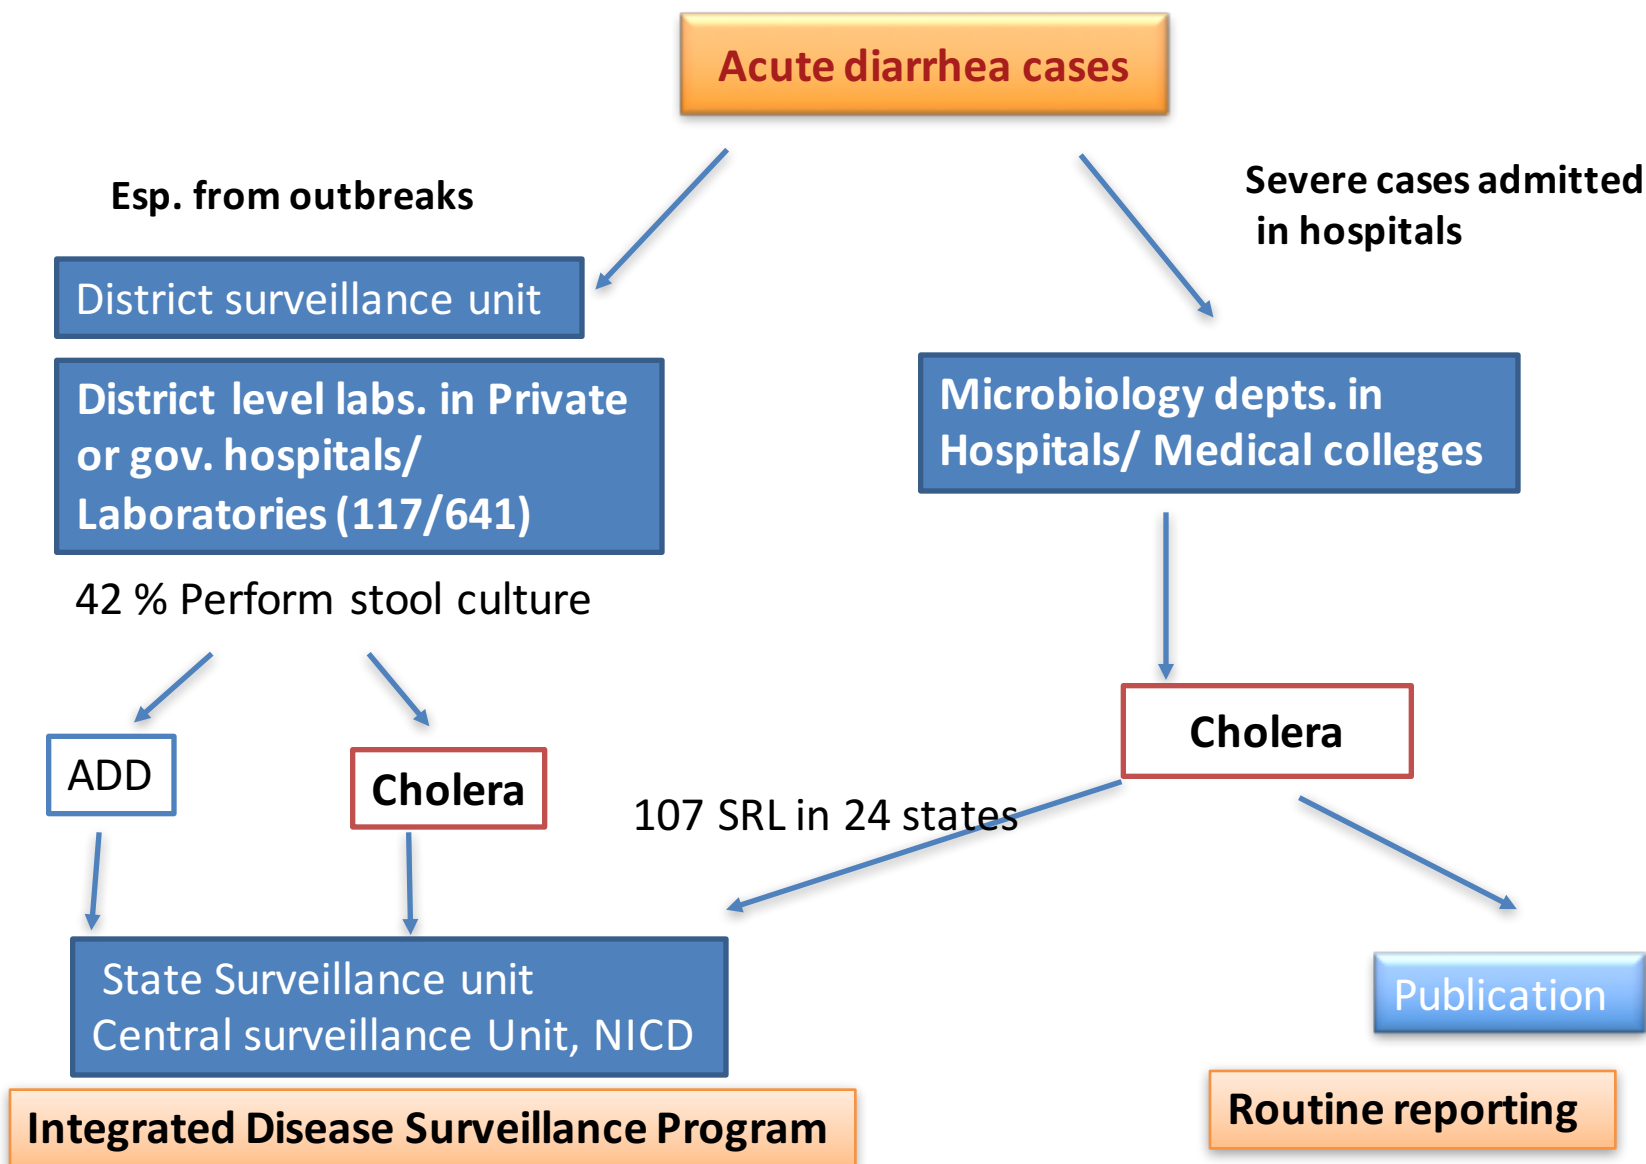 Acute diarrhea cases
Esp. from outbreaks
Severe cases admitted
in hospitals
District surveillance unit
District level labs. in Private
or gov. hospitals/
Laboratories (117/641)
Microbiology depts. in
Hospitals/ Medical colleges
42 % Perform stool culture
ADD
Cholera
Cholera
107 SRL in 24 states
State Surveillance unit
Central surveillance Unit, NICD
Publication
Integrated Disease Surveillance Program
Routine reporting